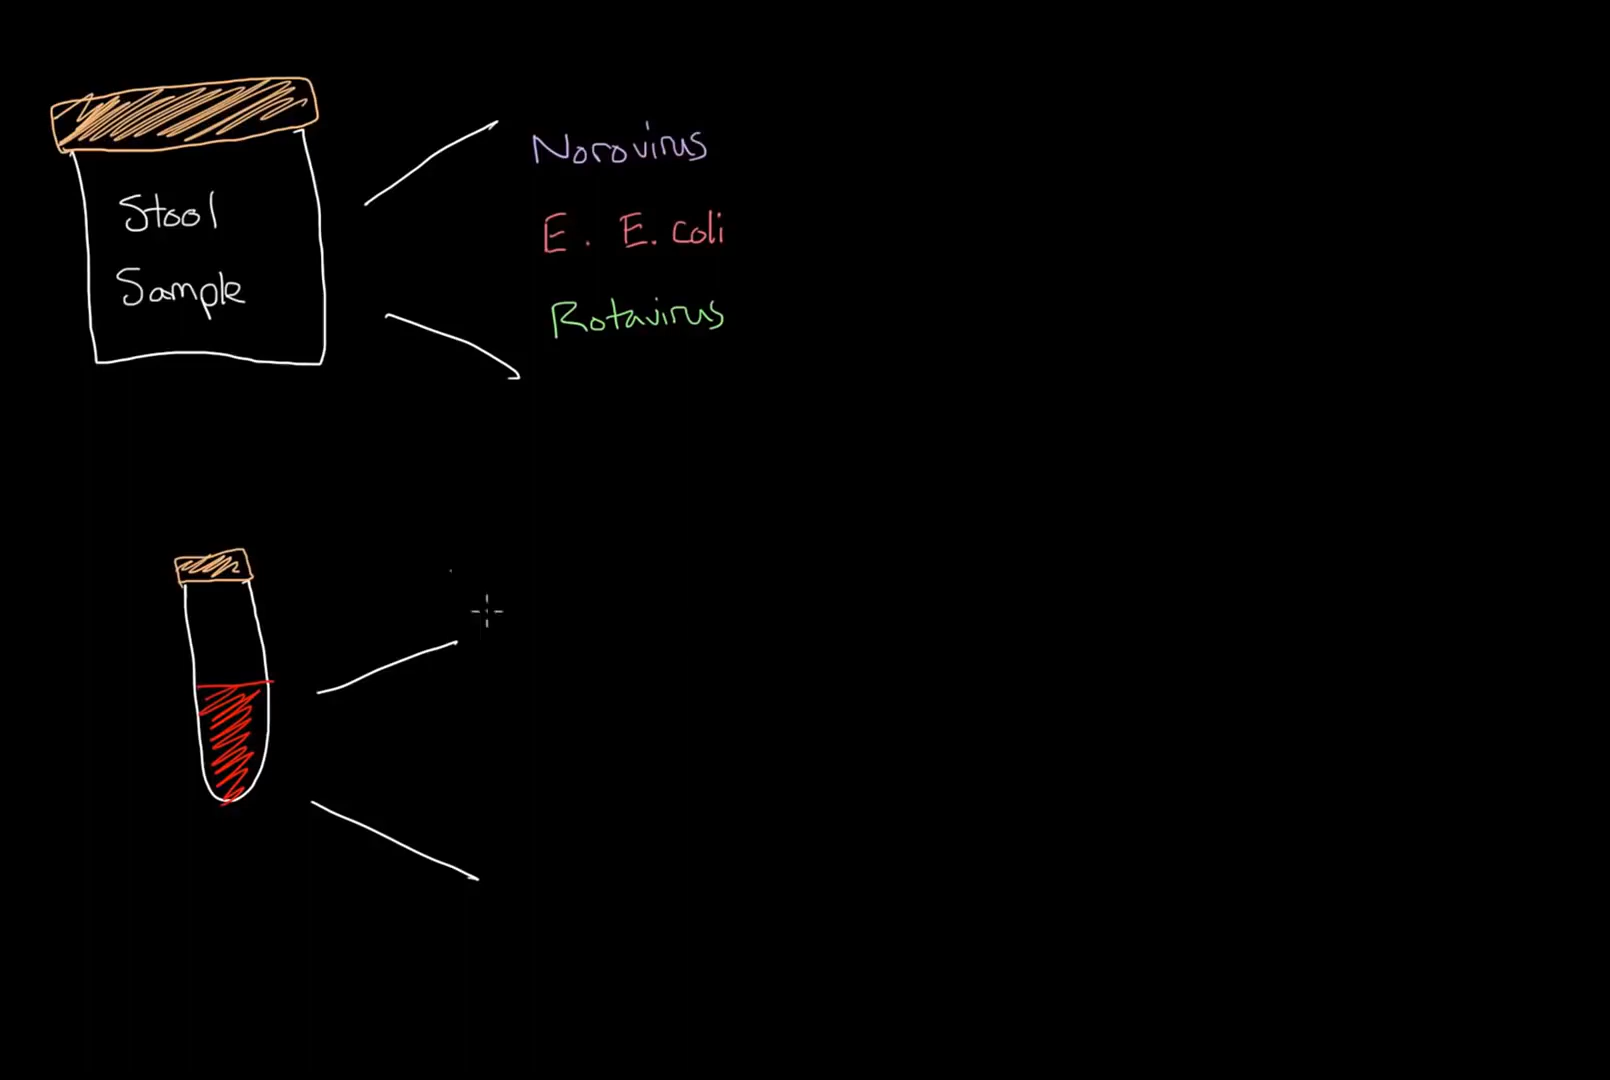 Stool
Sample
Norovirus
E. E. coli
Rotavirus